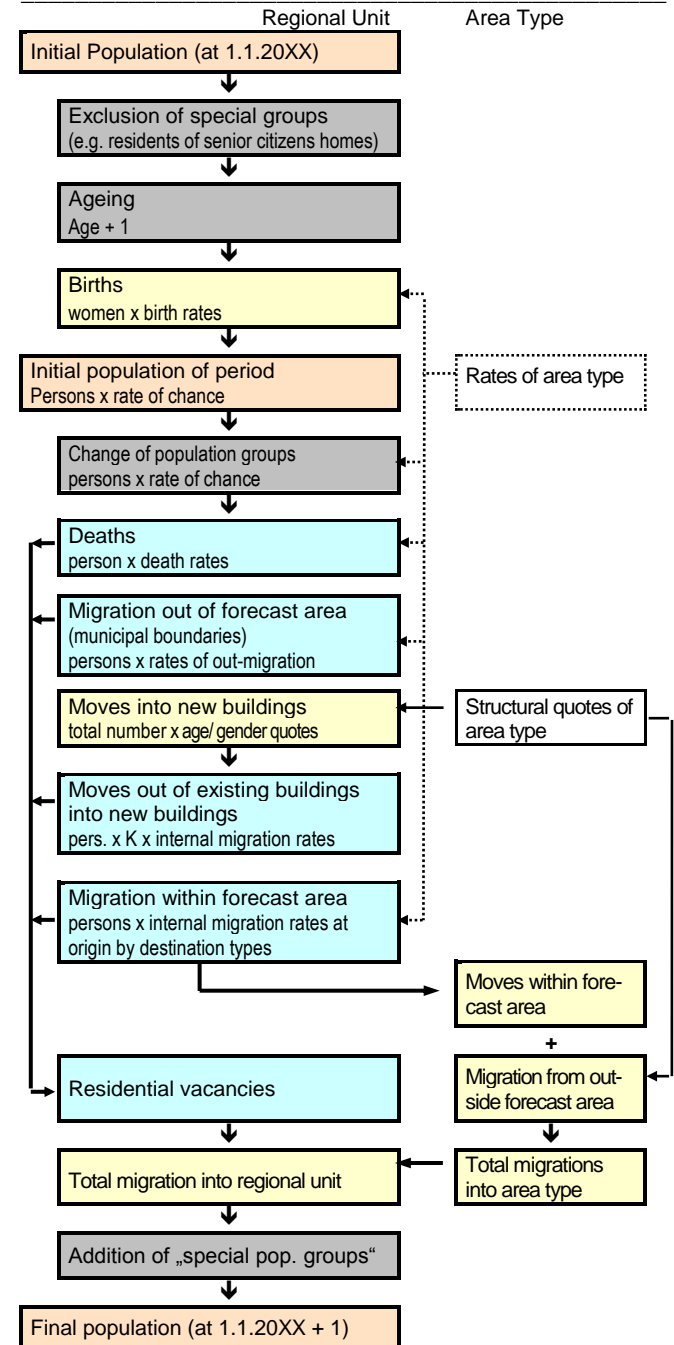 Regional Unit Area Type
Initial Population (at 1.1.20XX)
Exclusion of special groups
(e.g. residents of senior citizens homes)
Ageing
Age + 1
Births
women x birth rates
Initial population of period
Persons x rate of chance
Rates of area type
Change of population groups
persons x rate of chance
Deaths
person x death rates
Migration out of forecast area
(municipal boundaries)
persons x rates of out-migration
Moves into new buildings
total number x age/ gender quotes
Structural quotes of
area type
Moves out of existing buildings
into new buildings
pers. x K x internal migration rates
Migration within forecast area
persons x internal migration rates at
origin by destination types
Moves within fore-
cast area
+
Residential vacancies
Migration from out-
side forecast area
Total migration into regional unit
Total migrations
into area type
Addition of „special pop. groups“
Final population (at 1.1.20XX + 1)